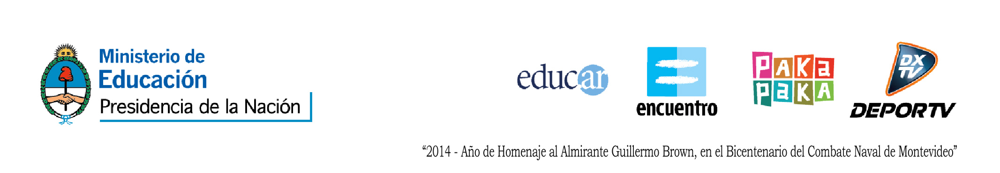 Ministerio de
Educación
Presidencia de la Nación
educar
encuentro
PAKA
PAKA
DX
TV
DEPORTV
“2014 - Año de Homenaje al Almirante Guillermo Brown, en el Bicentenario del Combate Naval de Montevideo”